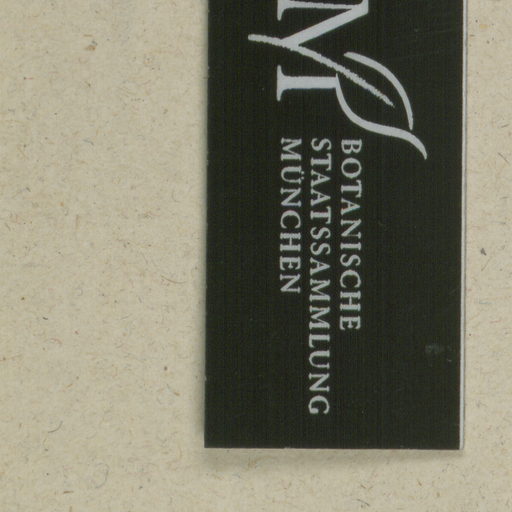 M
BOTANISCHE
STAATSSAMMLUNG
MÜNCHEN